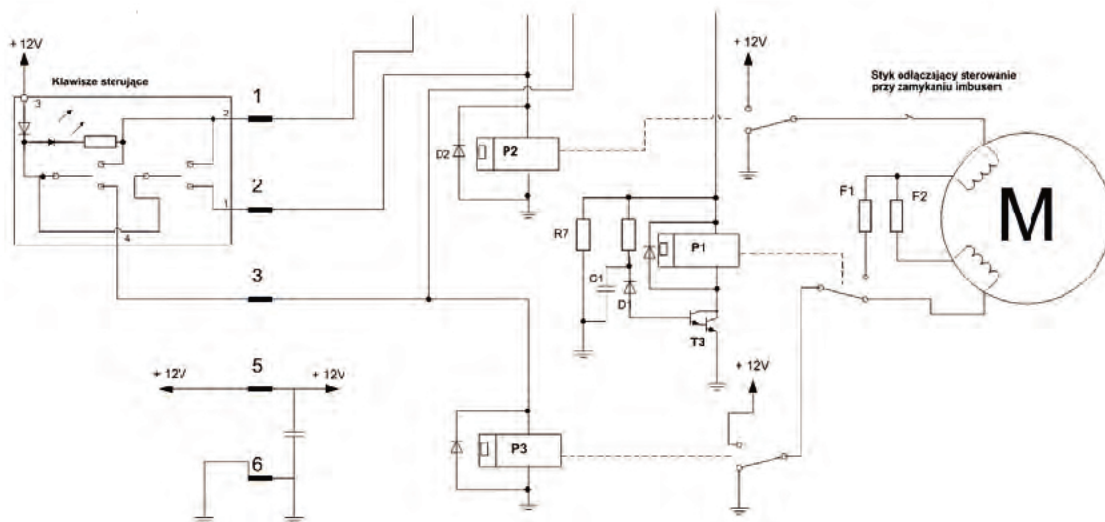 + 12V
Klawisze sterujące
3
2
1
4
1
2
3
5
+ 12V
+ 12V
6
D2
P2
R7
C1
D1
P1
T3
P3
+ 12V
+ 12V
Styk odłączający sterowanie
przy zamykaniu imbusem
F1
F2
M